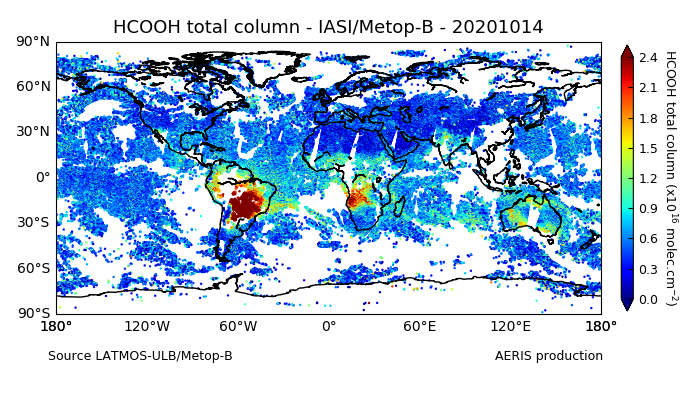 HCOOH total column - IASI/Metop-B - 20201014
90°N
60°N
30°N
0°
30°S
60°S
90°S
180°
120°W
60°W
0°
60°E
120°E
180°
2.4
2.1
1.8
1.5
1.2
0.9
0.6
0.3
0.0
HCOOH total column (x10¹⁶ molec.cm⁻²)
Source LATMOS-ULB/Metop-B
AERIS production